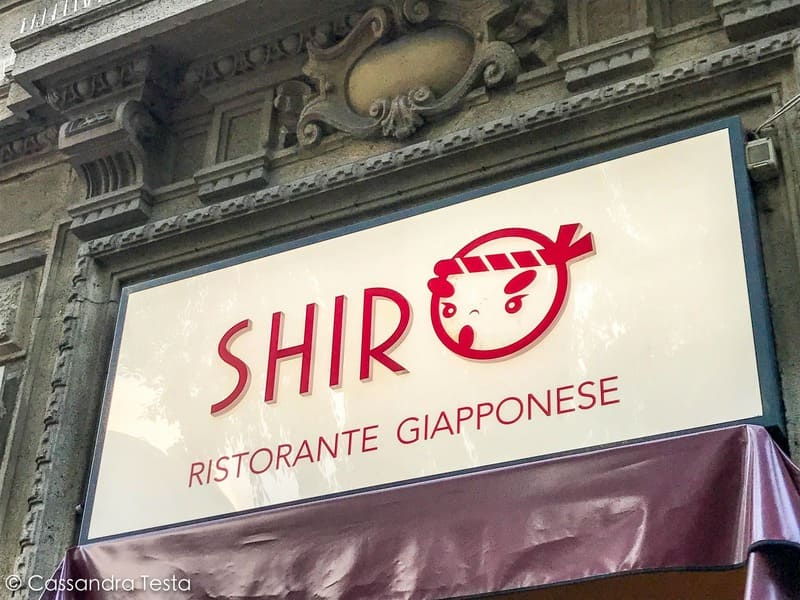 SHIRO
RISTORANTE GIAPPONESE
© Cassandra Testa